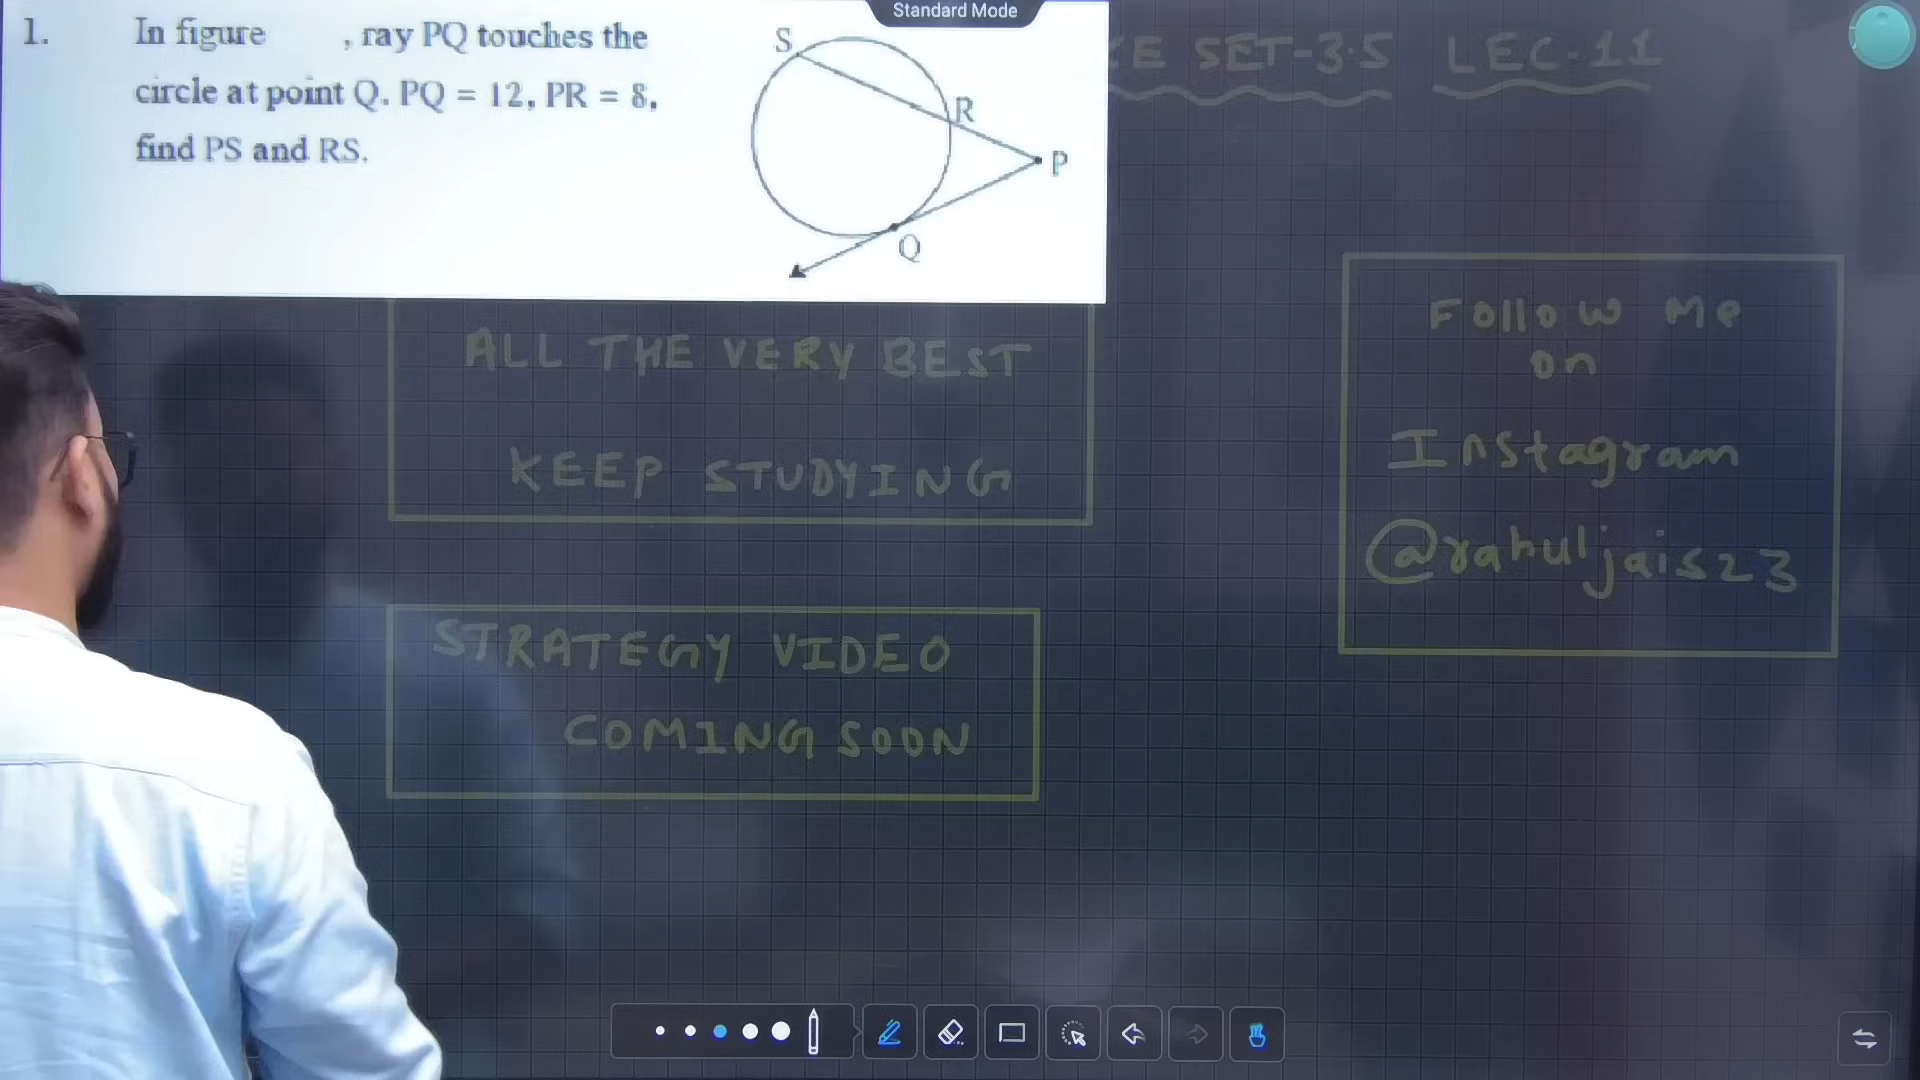 Standard Mode
1. In figure , ray PQ touches the
circle at point Q. PQ = 12, PR = 8,
find PS and RS.
S
R
P
Q
SET-3.5 LEC-11
ALL THE VERY BEST
KEEP STUDYING
STRATEGY VIDEO
COMING SOON
Follow Me
on
Instagram
@rahuljais23